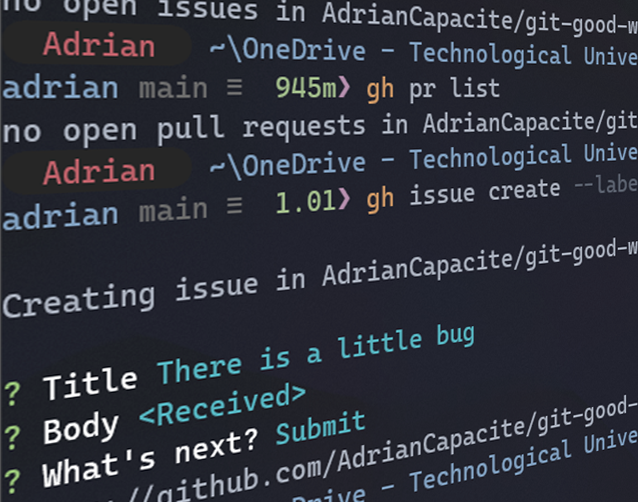 no open issues in AdrianCapacite/git-good-w
Adrian ~\OneDrive - Technological Unive
adrian main ≡ 945m❯ gh pr list
no open pull requests in AdrianCapacite/git
Adrian ~\OneDrive - Technological Unive
adrian main ≡ 1.01❯ gh issue create --labe
Creating issue in AdrianCapacite/git-good-w
? Title There is a little bug
? Body <Received>
? What's next? Submit
//github.com/AdrianCapacite/git-good-
OneDrive - Technological Unive